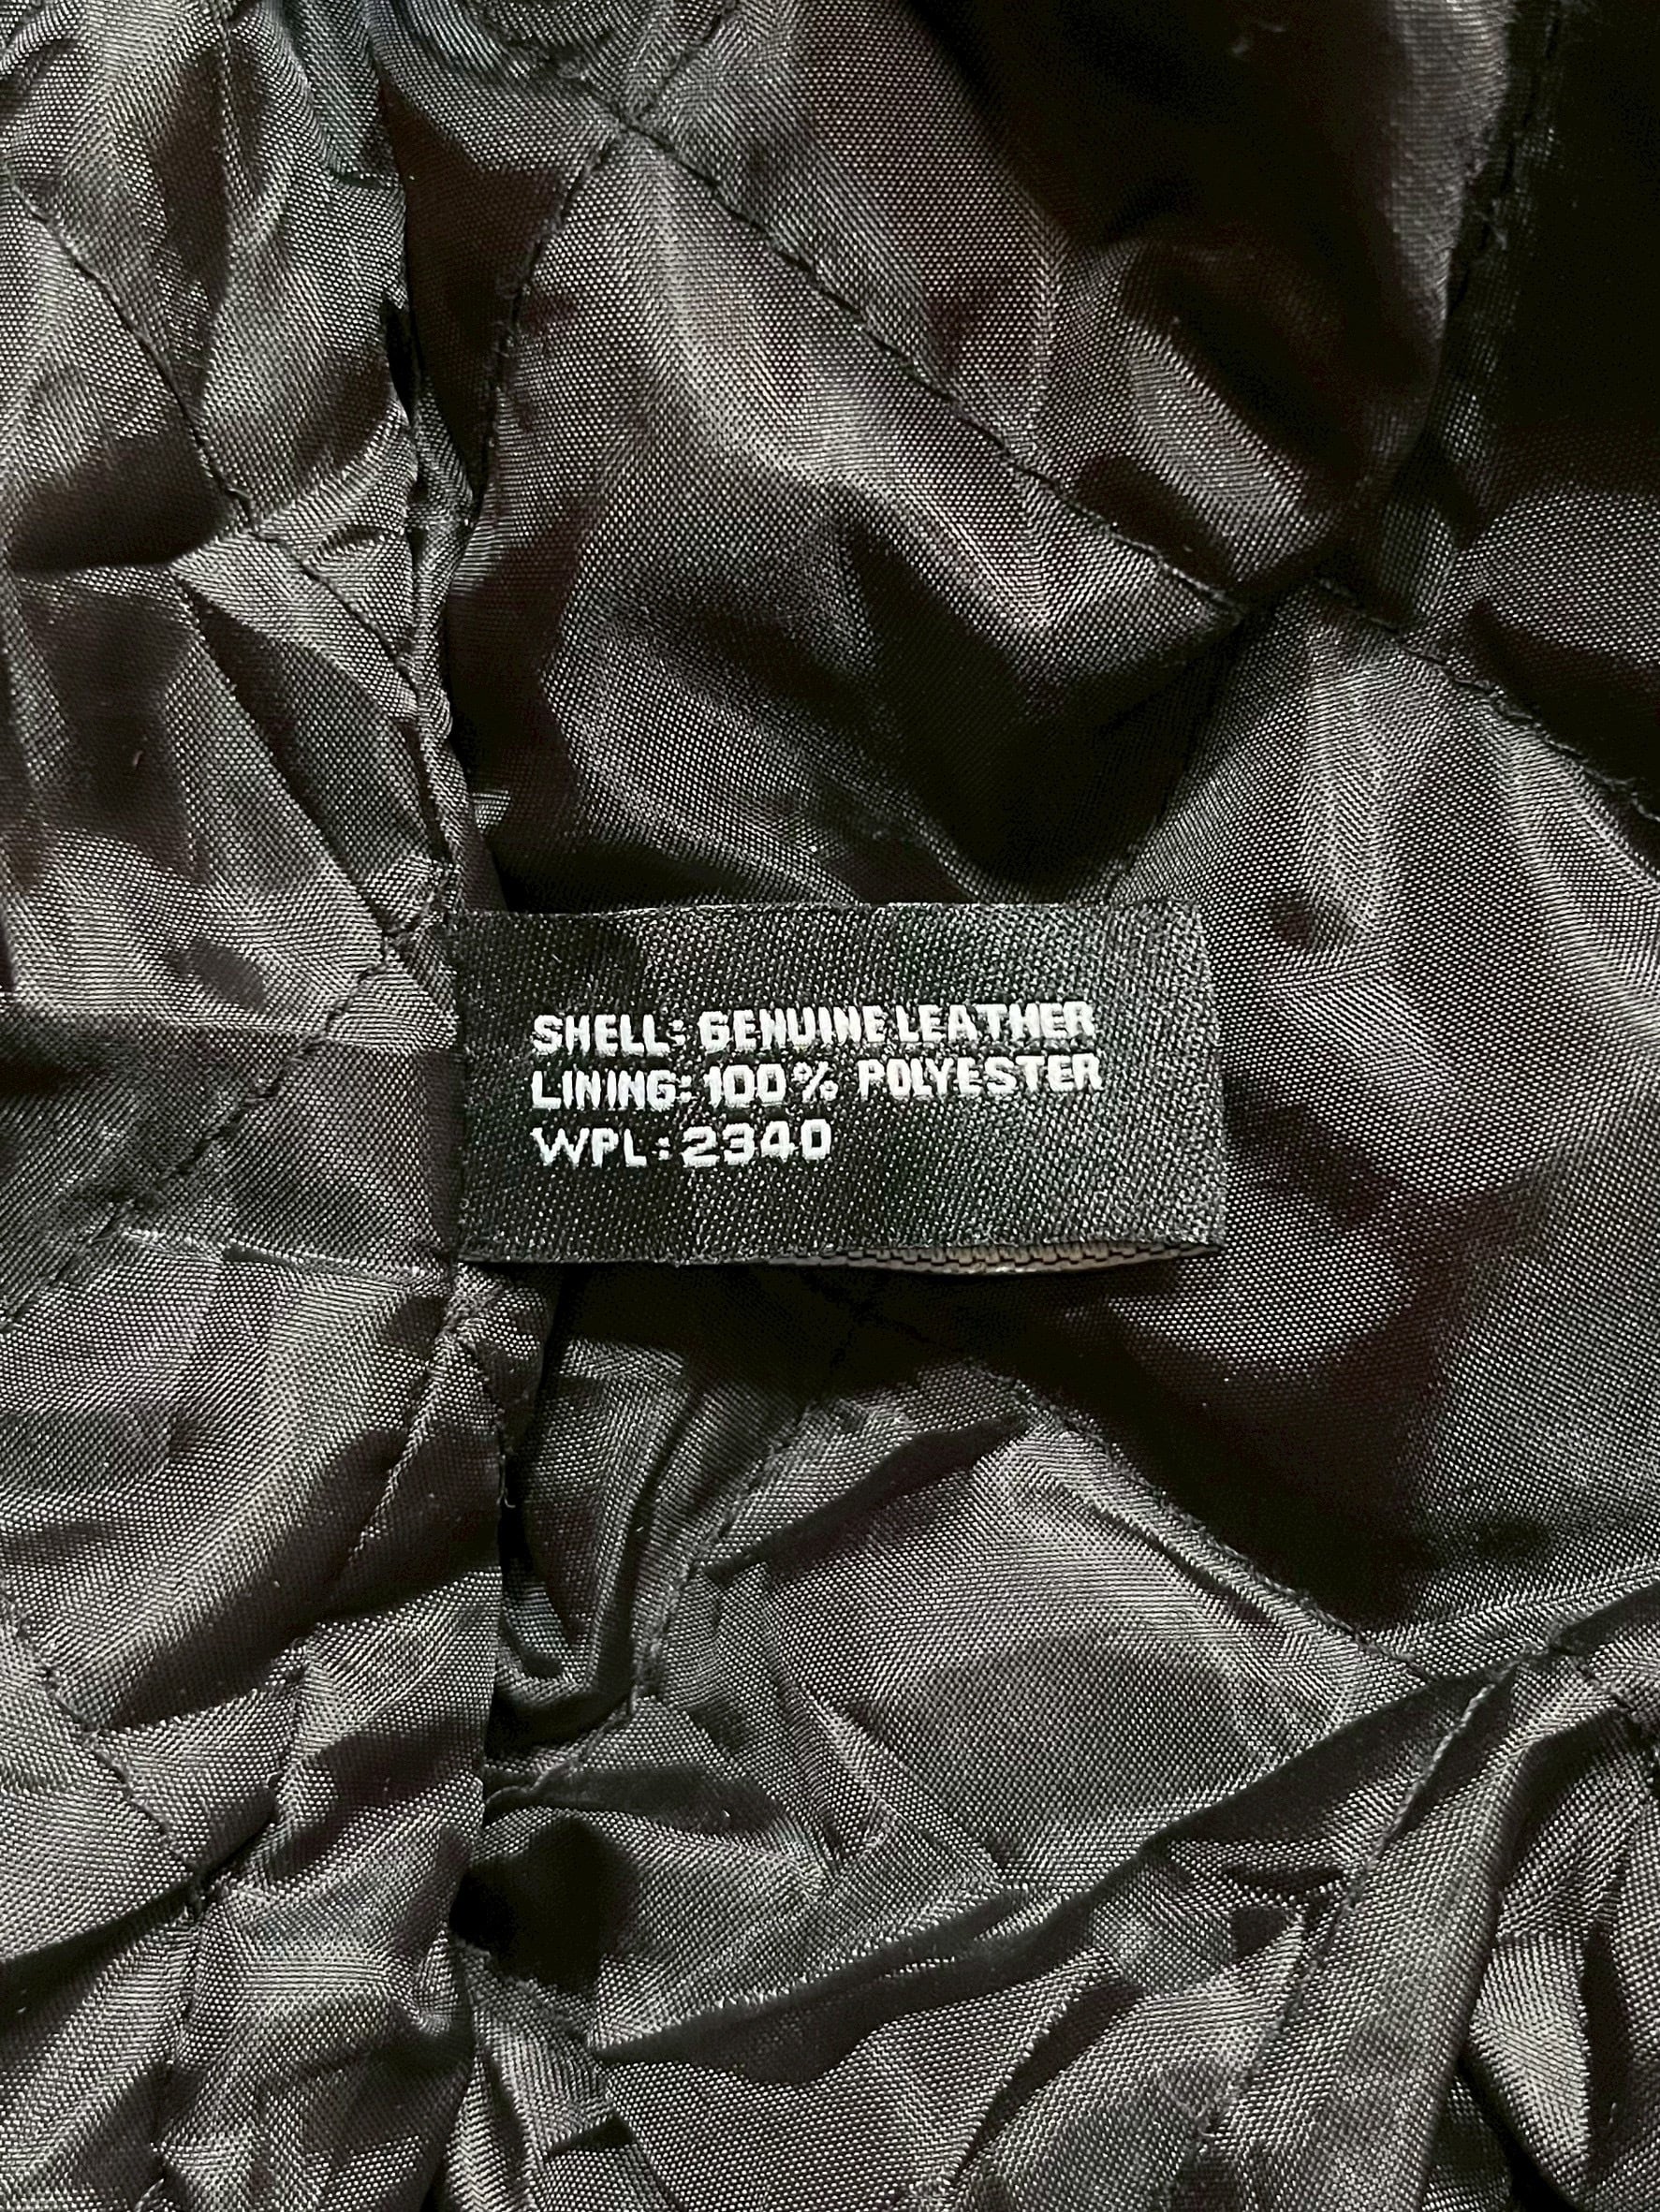 SHELL: GENUINE LEATHER
LINING: 100% POLYESTER
WPL: 2340